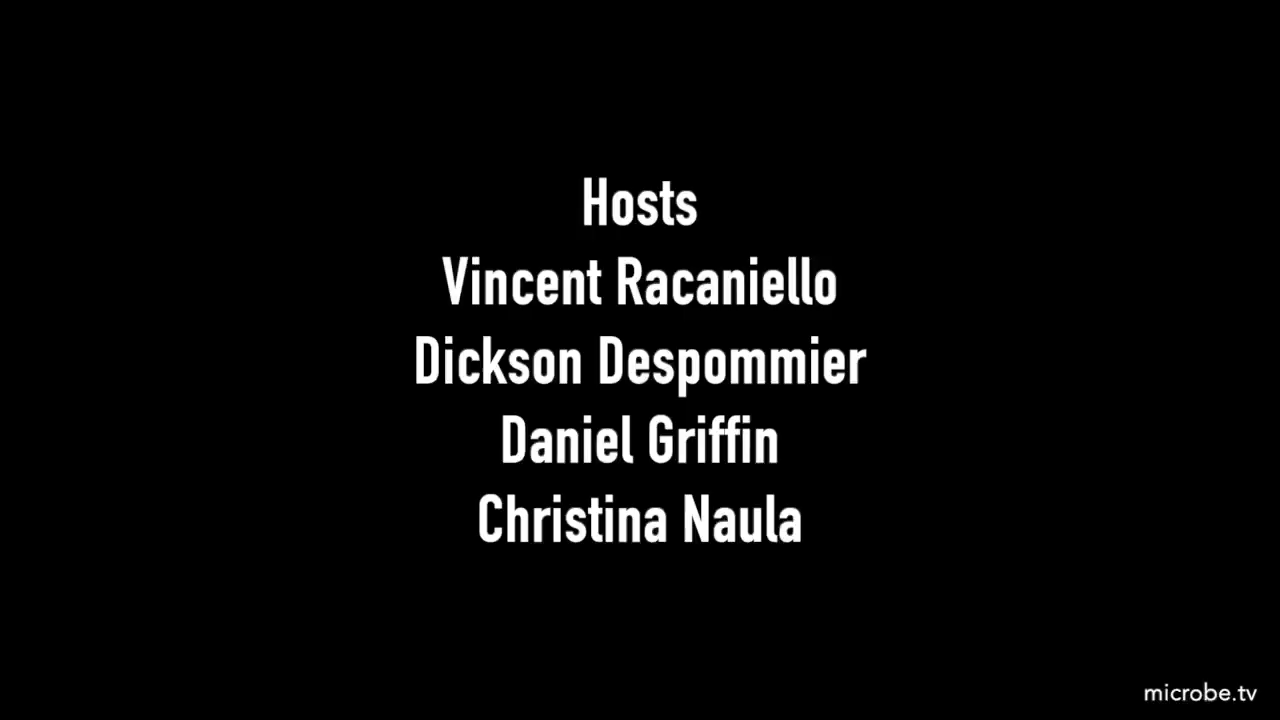 Hosts
Vincent Racaniello
Dickson Despommier
Daniel Griffin
Christina Naula
microbe.tv